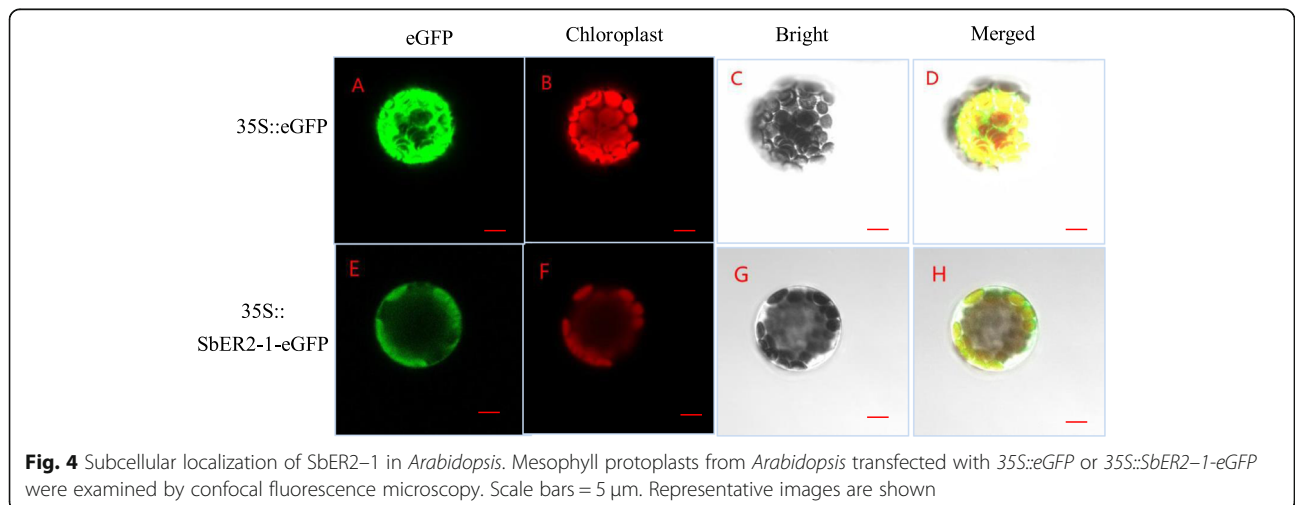 eGFP Chloroplast Bright Merged
35S::eGFP A B C D
35S::
SbER2-1-eGFP E F G H
Fig. 4 Subcellular localization of SbER2–1 in Arabidopsis. Mesophyll protoplasts from Arabidopsis transfected with 35S::eGFP or 35S::SbER2–1-eGFP
were examined by confocal fluorescence microscopy. Scale bars = 5 μm. Representative images are shown